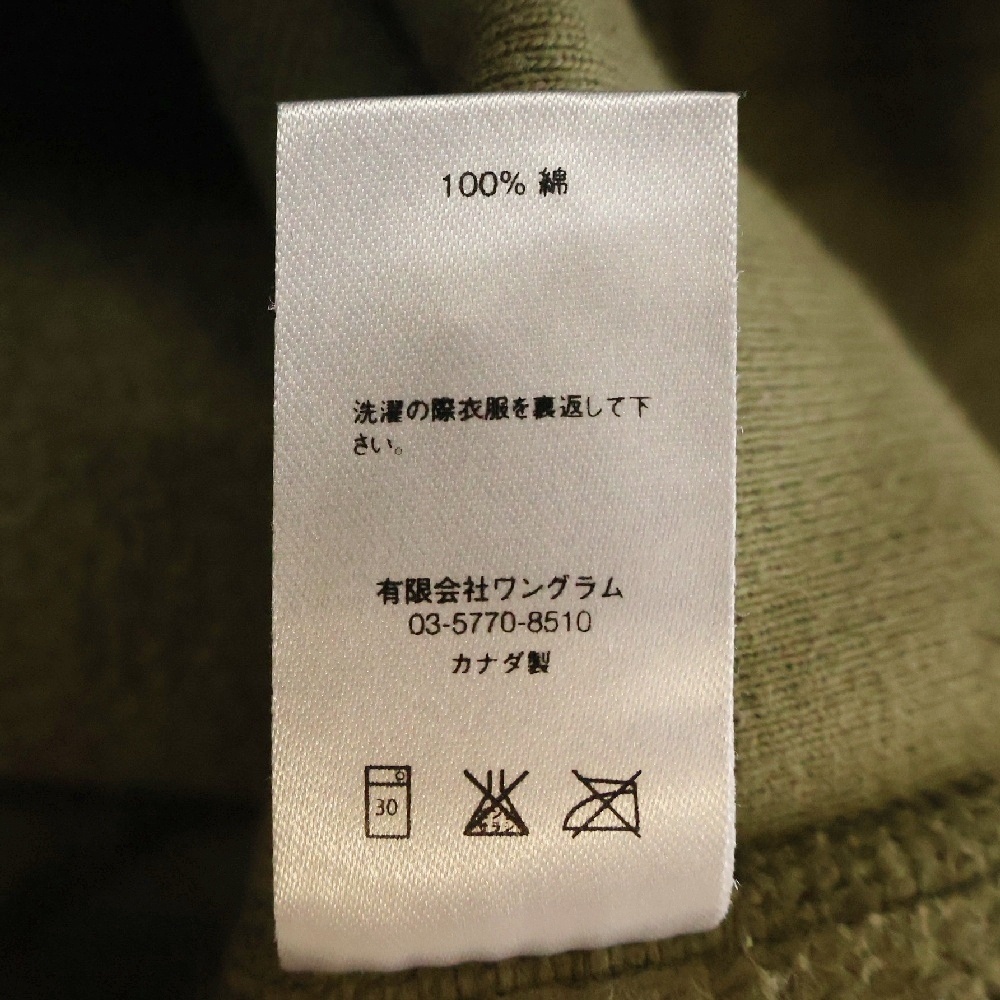 100% 綿
洗濯の際衣服を裏返して下
さい。
有限会社ワングラム
03-5770-8510
カナダ製
30